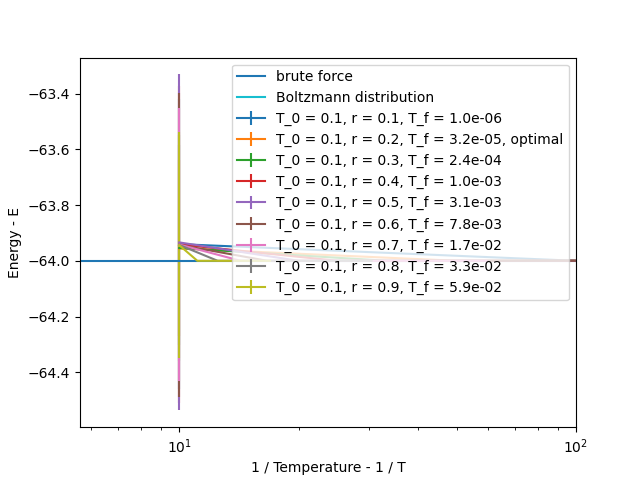 brute force
Boltzmann distribution
T_0 = 0.1, r = 0.1, T_f = 1.0e-06
T_0 = 0.1, r = 0.2, T_f = 3.2e-05, optimal
T_0 = 0.1, r = 0.3, T_f = 2.4e-04
T_0 = 0.1, r = 0.4, T_f = 1.0e-03
T_0 = 0.1, r = 0.5, T_f = 3.1e-03
T_0 = 0.1, r = 0.6, T_f = 7.8e-03
T_0 = 0.1, r = 0.7, T_f = 1.7e-02
T_0 = 0.1, r = 0.8, T_f = 3.3e-02
T_0 = 0.1, r = 0.9, T_f = 5.9e-02
−63.4
−63.6
−63.8
−64.0
−64.2
−64.4
Energy - E
10¹ 10²
1 / Temperature - 1 / T